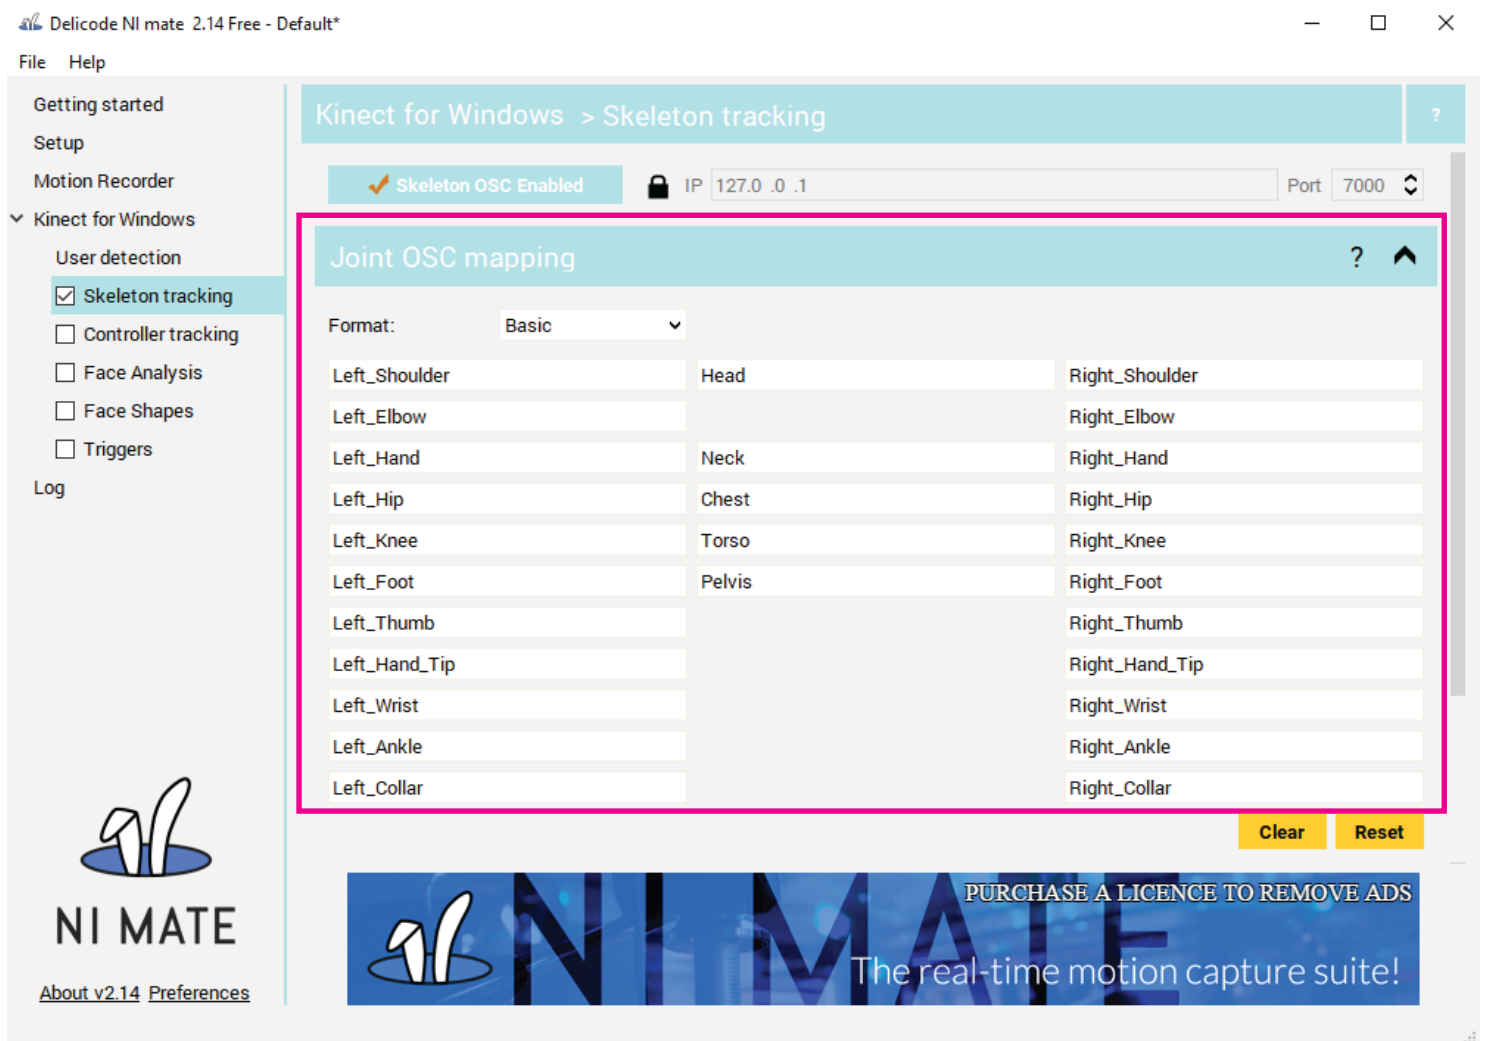 Delicode NI mate 2.14 Free - Default*
File Help
Getting started
Setup
Motion Recorder
Kinect for Windows
User detection
Skeleton tracking
Controller tracking
Face Analysis
Face Shapes
Triggers
Log
NI MATE
About v2.14 Preferences
Kinect for Windows > Skeleton tracking ?
Skeleton OSC Enabled IP 127.0 .0 .1 Port 7000
Joint OSC mapping ?
Format: Basic
Left_Shoulder Head Right_Shoulder
Left_Elbow Right_Elbow
Left_Hand Neck Right_Hand
Left_Hip Chest Right_Hip
Left_Knee Torso Right_Knee
Left_Foot Pelvis Right_Foot
Left_Thumb Right_Thumb
Left_Hand_Tip Right_Hand_Tip
Left_Wrist Right_Wrist
Left_Ankle Right_Ankle
Left_Collar Right_Collar
Clear Reset
NI MATE
PURCHASE A LICENCE TO REMOVE ADS
The real-time motion capture suite!